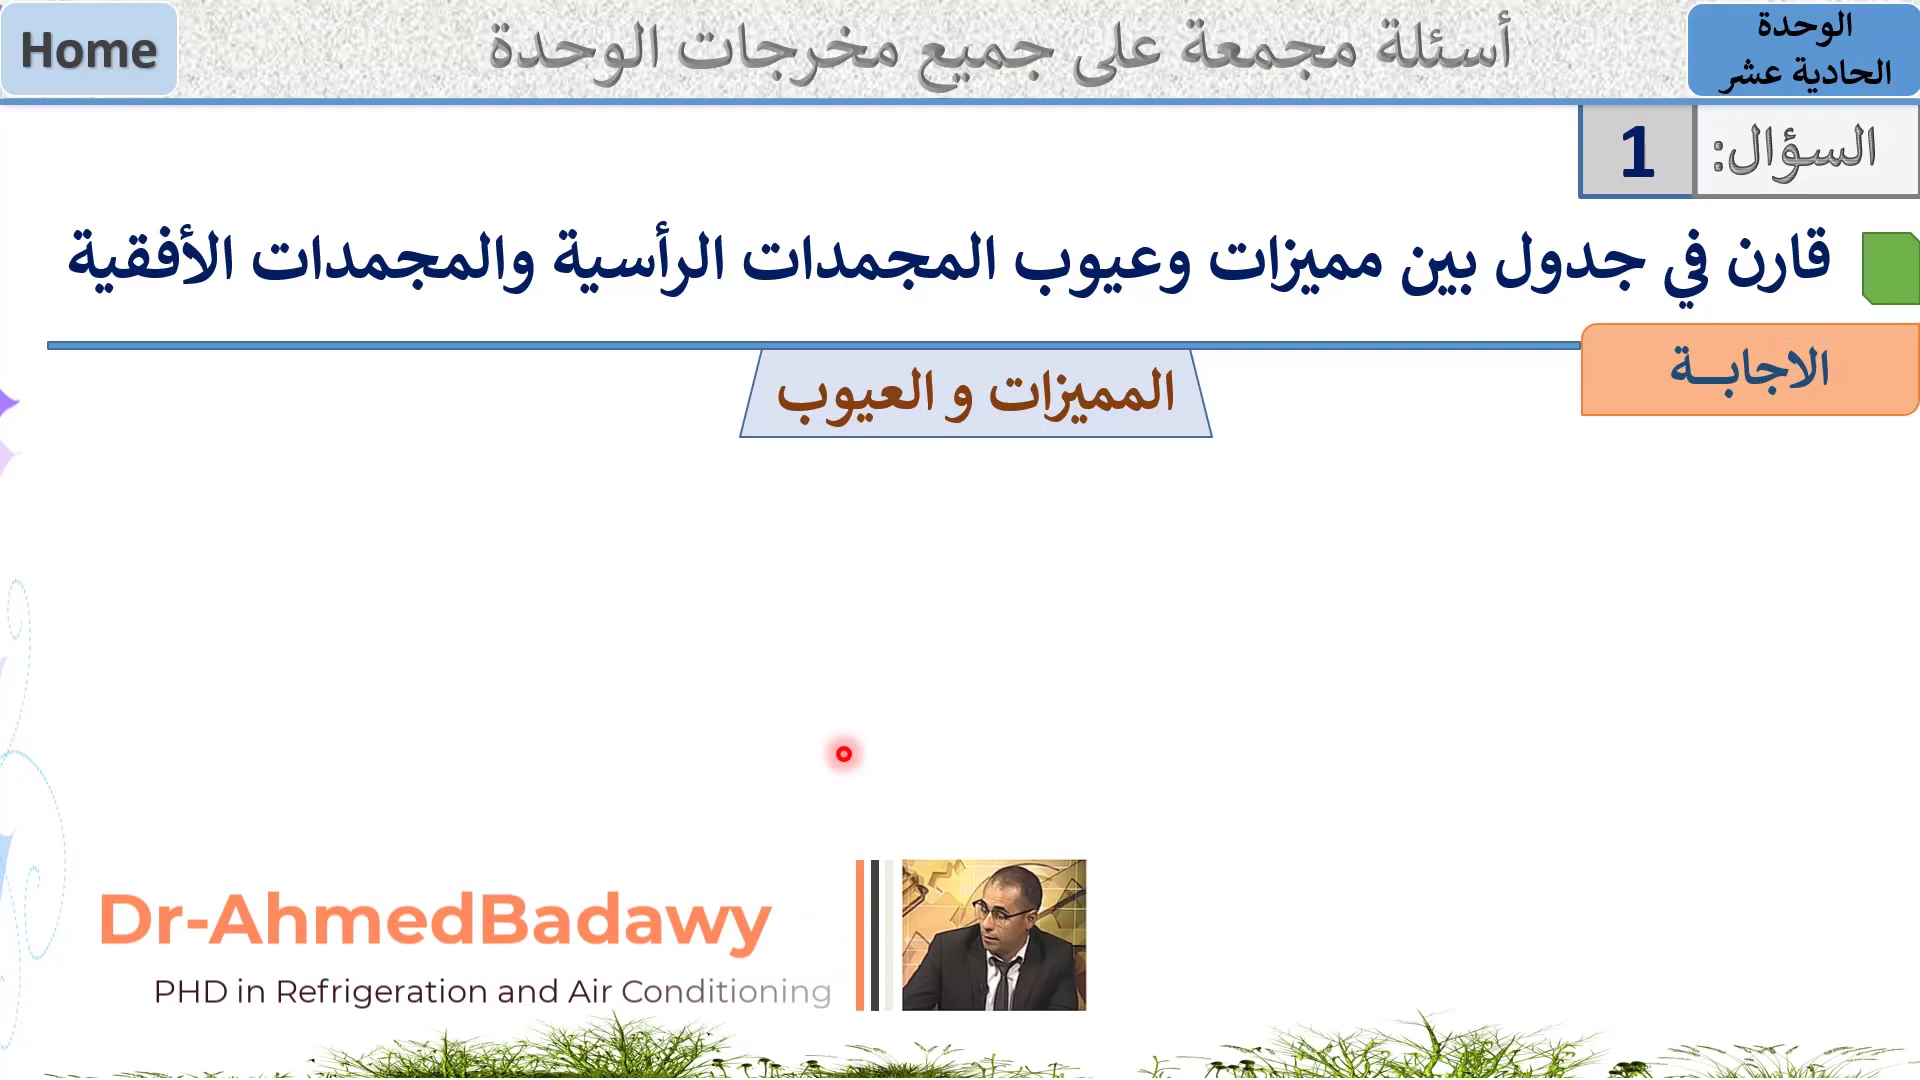 الوحدة
الحادية عشر
أسئلة مجمعة على جميع مخرجات الوحدة
Home
السؤال:
1
قارن في جدول بين مميزات وعيوب المجمدات الرأسية والمجمدات الأفقية
الاجابـــة
المميزات و العيوب
Dr-AhmedBadawy
PHD in Refrigeration and Air Conditioning